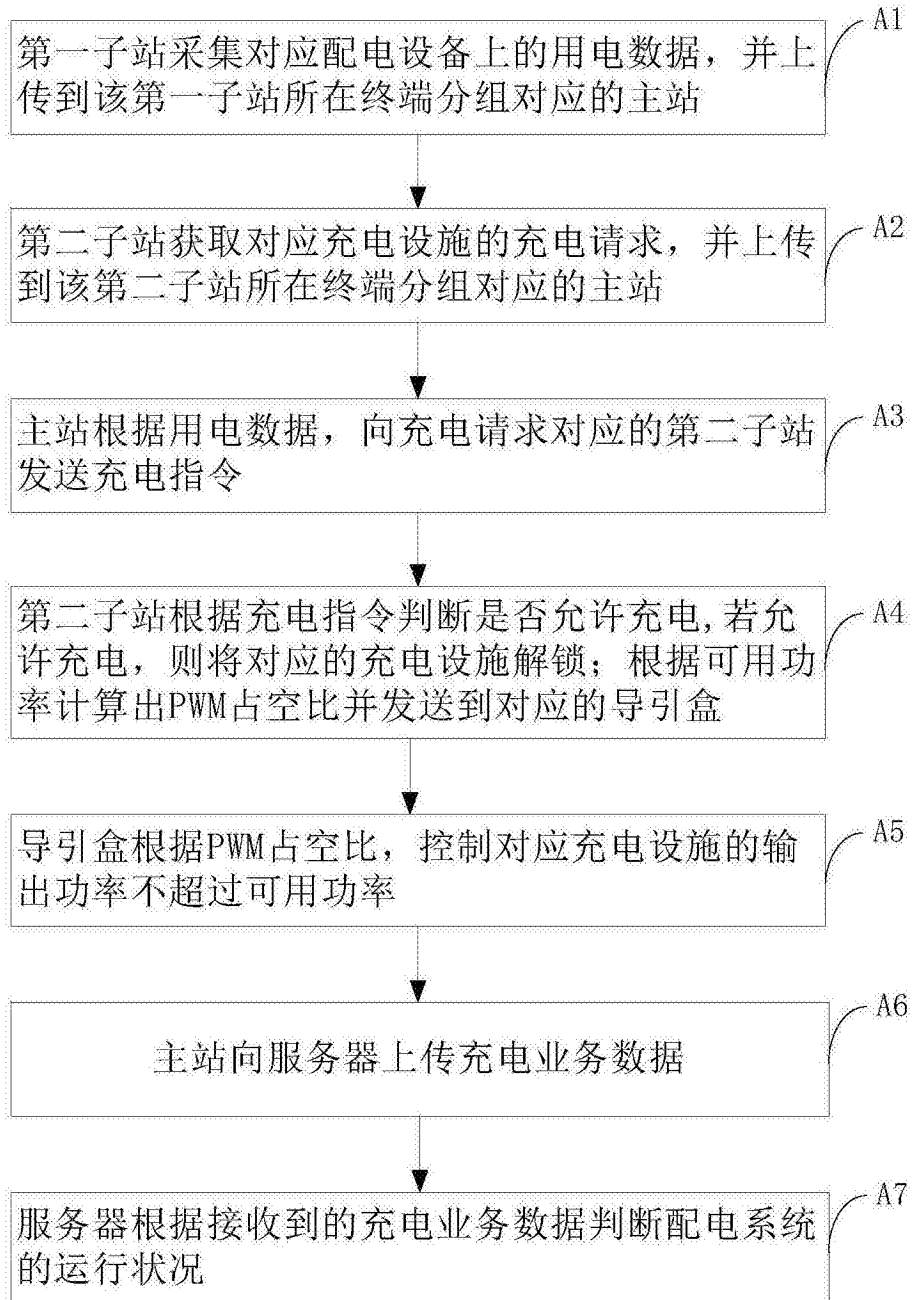 A1
第一子站采集对应配电设备上的用电数据，并上
传到该第一子站所在终端分组对应的主站
A2
第二子站获取对应充电设施的充电请求，并上传
到该第二子站所在终端分组对应的主站
A3
主站根据用电数据，向充电请求对应的第二子站
发送充电指令
A4
第二子站根据充电指令判断是否允许充电,若允
许充电，则将对应的充电设施解锁；根据可用功
率计算出PWM占空比并发送到对应的导引盒
A5
导引盒根据PWM占空比，控制对应充电设施的输
出功率不超过可用功率
A6
主站向服务器上传充电业务数据
A7
服务器根据接收到的充电业务数据判断配电系统
的运行状况